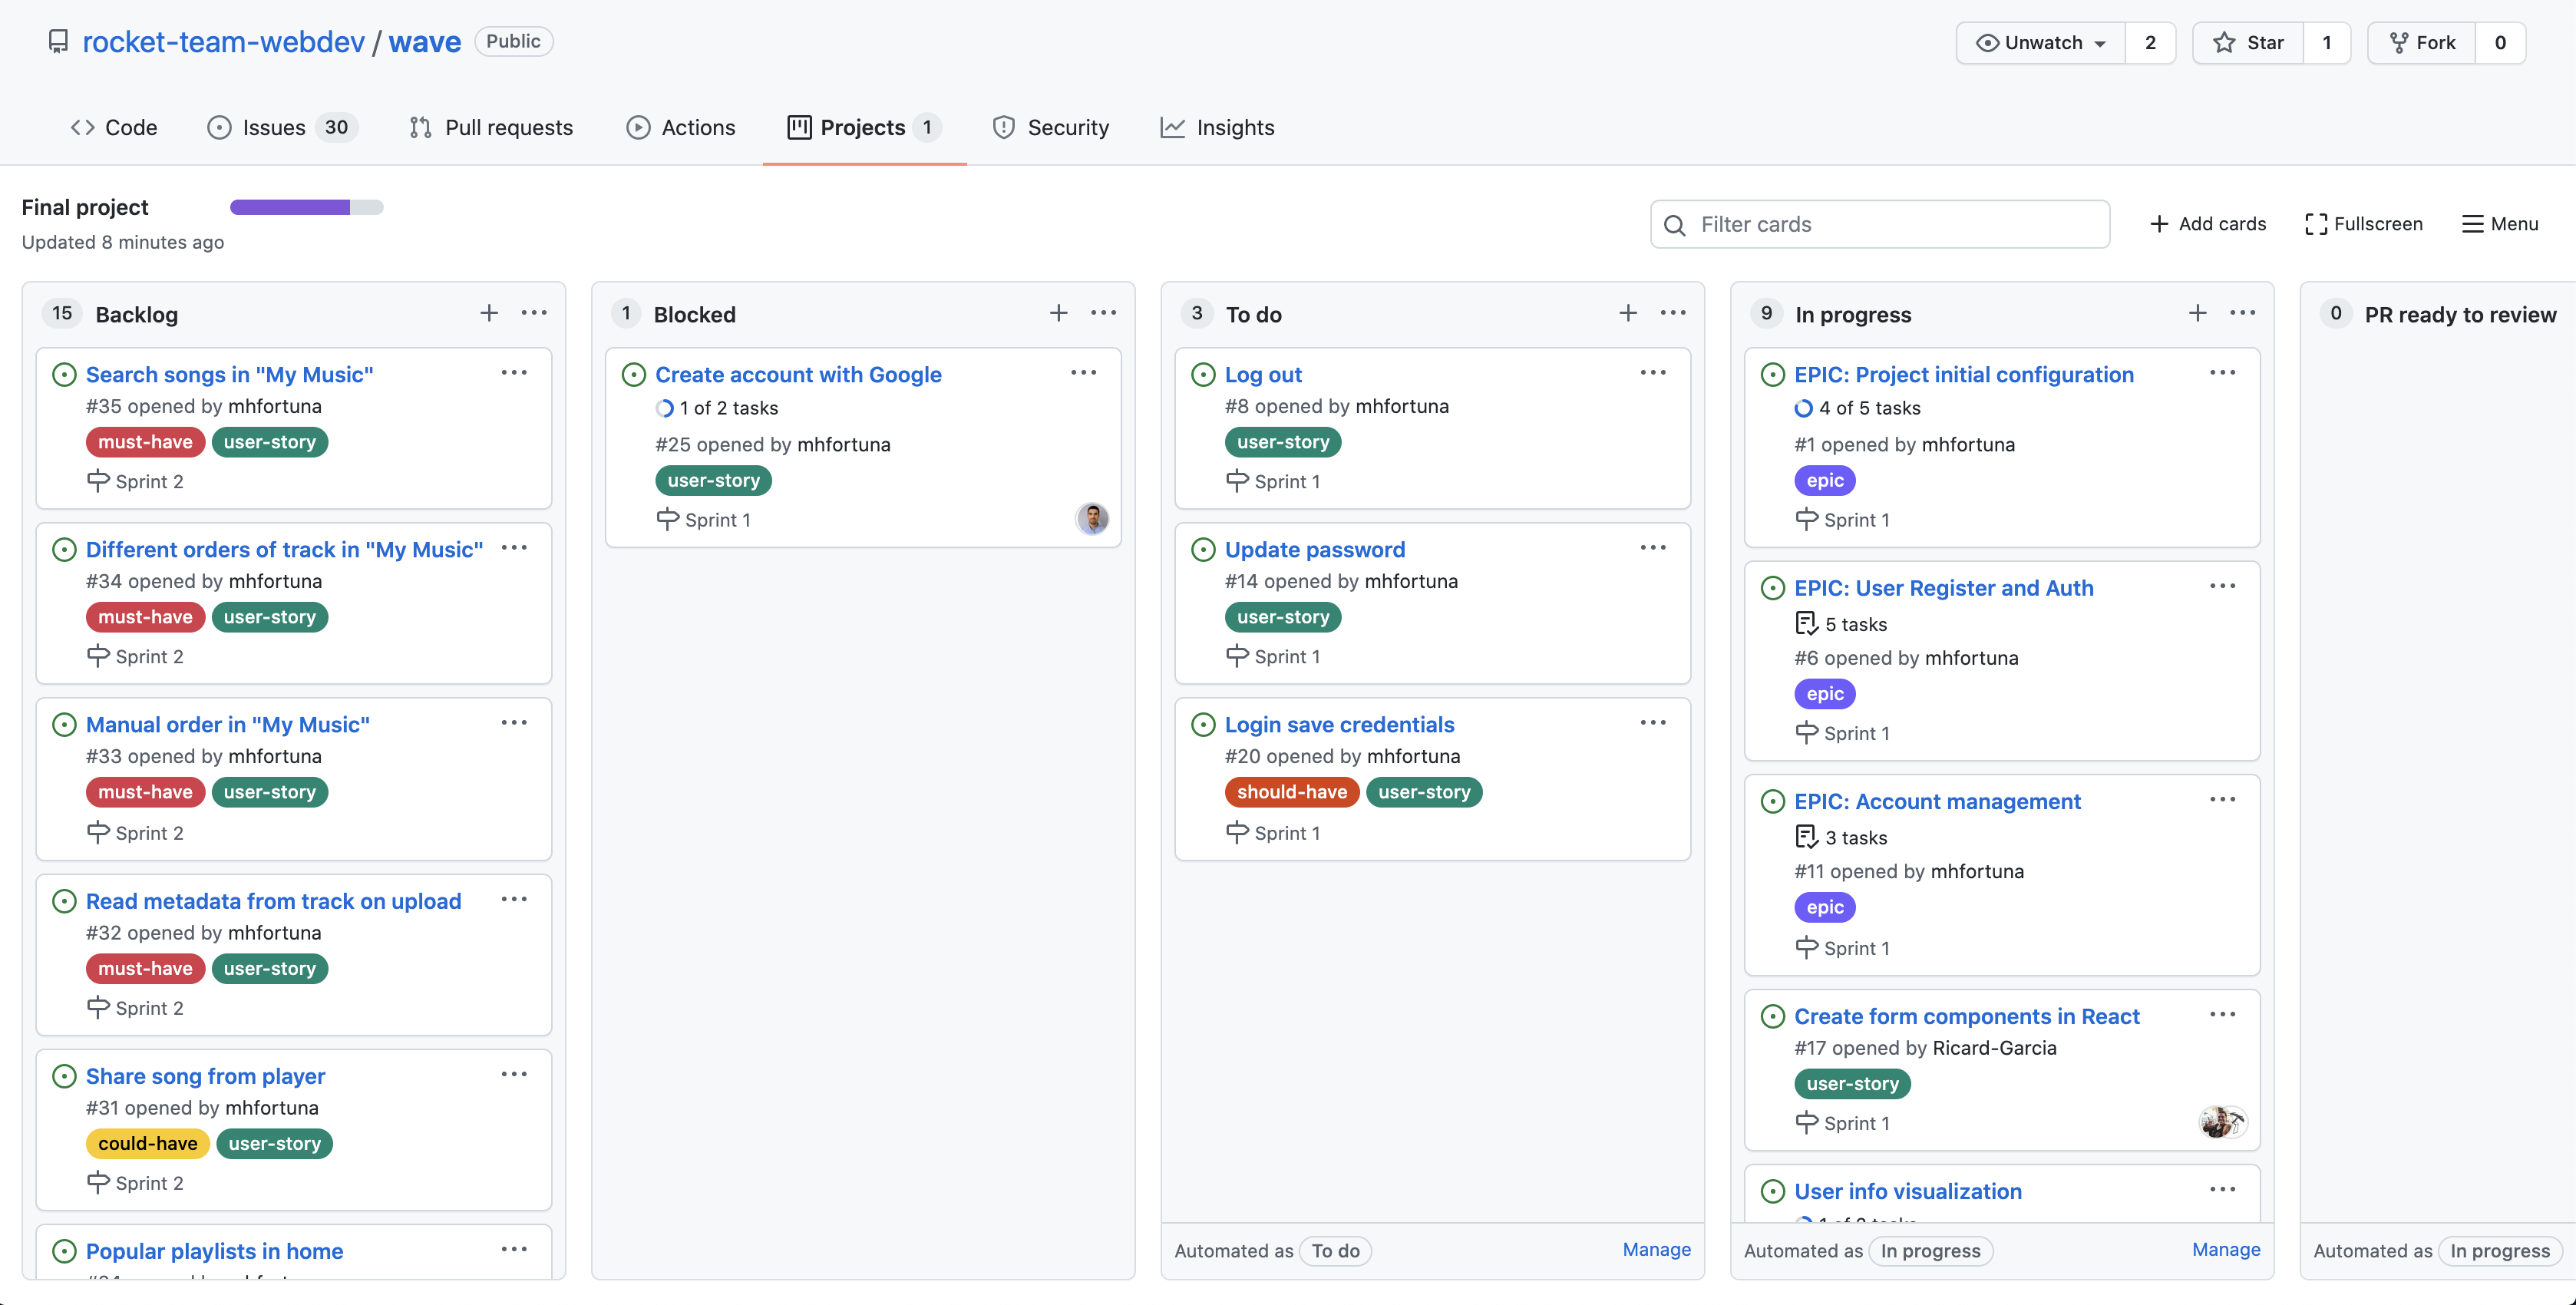 rocket-team-webdev / wave Public
Unwatch 2 Star 1 Fork 0
Code Issues 30 Pull requests Actions Projects 1 Security Insights
Final project
Updated 8 minutes ago
Filter cards
Add cards Fullscreen Menu
15 Backlog
Search songs in "My Music"
#35 opened by mhfortuna
must-have user-story
Sprint 2
Different orders of track in "My Music"
#34 opened by mhfortuna
must-have user-story
Sprint 2
Manual order in "My Music"
#33 opened by mhfortuna
must-have user-story
Sprint 2
Read metadata from track on upload
#32 opened by mhfortuna
must-have user-story
Sprint 2
Share song from player
#31 opened by mhfortuna
could-have user-story
Sprint 2
Popular playlists in home
1 Blocked
Create account with Google
1 of 2 tasks
#25 opened by mhfortuna
user-story
Sprint 1
3 To do
Log out
#8 opened by mhfortuna
user-story
Sprint 1
Update password
#14 opened by mhfortuna
user-story
Sprint 1
Login save credentials
#20 opened by mhfortuna
should-have user-story
Sprint 1
Automated as To do Manage
9 In progress
EPIC: Project initial configuration
4 of 5 tasks
#1 opened by mhfortuna
epic
Sprint 1
EPIC: User Register and Auth
5 tasks
#6 opened by mhfortuna
epic
Sprint 1
EPIC: Account management
3 tasks
#11 opened by mhfortuna
epic
Sprint 1
Create form components in React
#17 opened by Ricard-Garcia
user-story
Sprint 1
User info visualization
Automated as In progress Manage
0 PR ready to review
Automated as In progress